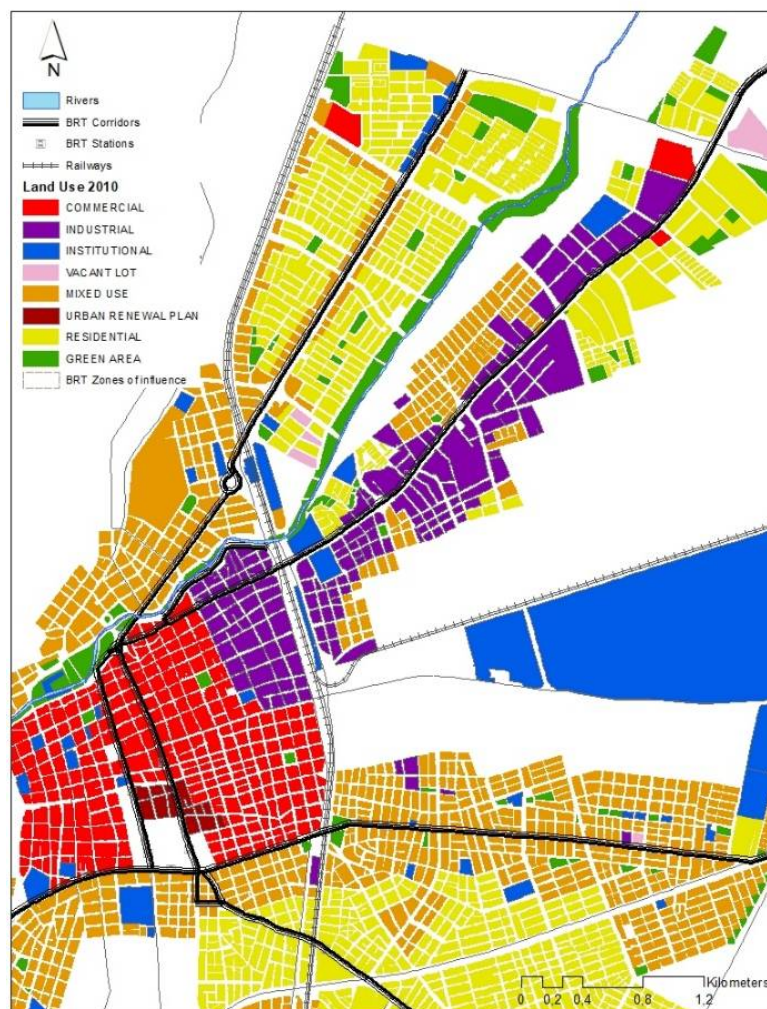 N
Rivers
BRT Corridors
BRT Stations
Railways
Land Use 2010
COMMERCIAL
INDUSTRIAL
INSTITUTIONAL
VACANT LOT
MIXED USE
URBAN RENEWAL PLAN
RESIDENTIAL
GREEN AREA
BRT Zones of influence
Kilometers
0 0,2 0,4 0,8 1,2